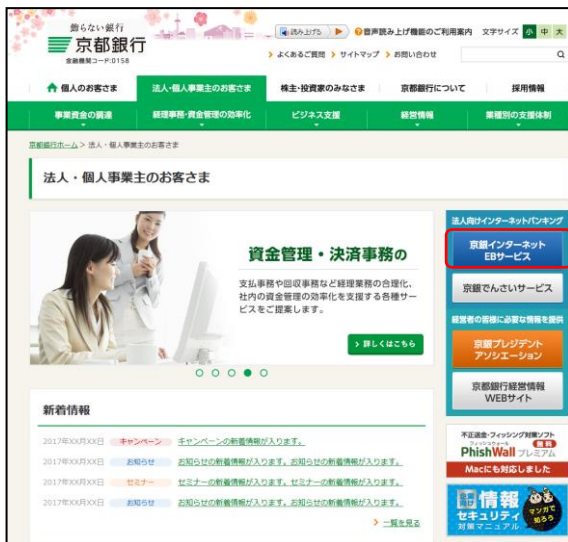 飾らない銀行
京都銀行
金融機関コード:0158
読み上げる
音声読み上げ機能のご利用案内
文字サイズ 小 中 大
よくあるご質問 サイトマップ お問い合わせ
個人のお客さま 法人・個人事業主のお客さま 株主・投資家のみなさま 京都銀行について 採用情報
事業資金の調達 経理事務・資金管理の効率化 ビジネス支援 経営情報 業種別の支援体制
京都銀行ホーム > 法人・個人事業主のお客さま
法人・個人事業主のお客さま
資金管理・決済事務の
支払事務や回収事務など経理業務の合理化、
社内の資金管理の効率化を支援する各種サー
ビスをご提案します。
> 詳しくはこちら
法人向けインターネットバンキング
京銀インターネット
EBサービス
京銀でんさいサービス
経営者の皆様に必要な情報を提供
京銀プレジデント
アソシエーション
京都銀行経営情報
WEBサイト
新着情報
2017年XX月XX日 キャンペーン キャンペーンの新着情報が入ります。
2017年XX月XX日 お知らせ お知らせの新着情報が入ります。お知らせの新着情報が入ります。
2017年XX月XX日 セミナー セミナーの新着情報が入ります。セミナーの新着情報が入ります。
2017年XX月XX日 お知らせ お知らせの新着情報が入ります。お知らせの新着情報が入ります。
> 一覧を見る
不正送金・フィッシング対策ソフト
フィッシュウォール 無料
PhishWall プレミアム
Macにも対応しました
情報
セキュリティ
対策マニュアル
マンガで
知ろう